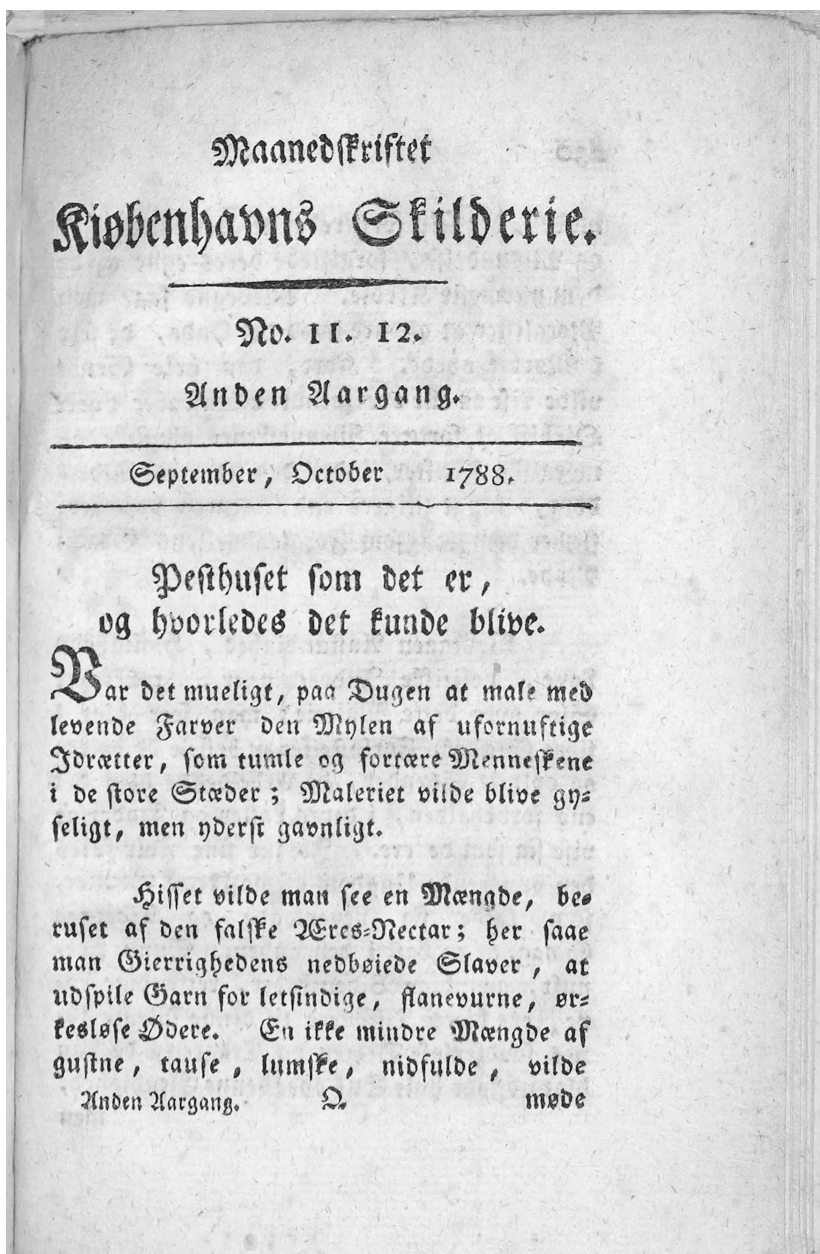 Maanedskriftet
Kiøbenhavns Skilderie.
No. 11. 12.
Anden Aargang.
September, October 1788.
Pesthuset som det er,
og hvorledes det kunde blive.
Var det mueligt, paa Dugen at male med
levende Farver den Mylen af ufornuftige
Idrætter, som tumle og fortære Menneskene
i de store Stæder; Maleriet vilde blive gy-
seligt, men yderst gavnligt.
Hisset vilde man see en Mængde, be-
ruset af den falske Æres-Nectar; her saae
man Gierrighedens nedbøiede Slaver, at
udspile Garn for letsindige, flanevurne, ør-
kesløse Ødere. En ikke mindre Mængde af
gustne, tause, lumske, nidfulde, vilde
Anden Aargang. O. møde